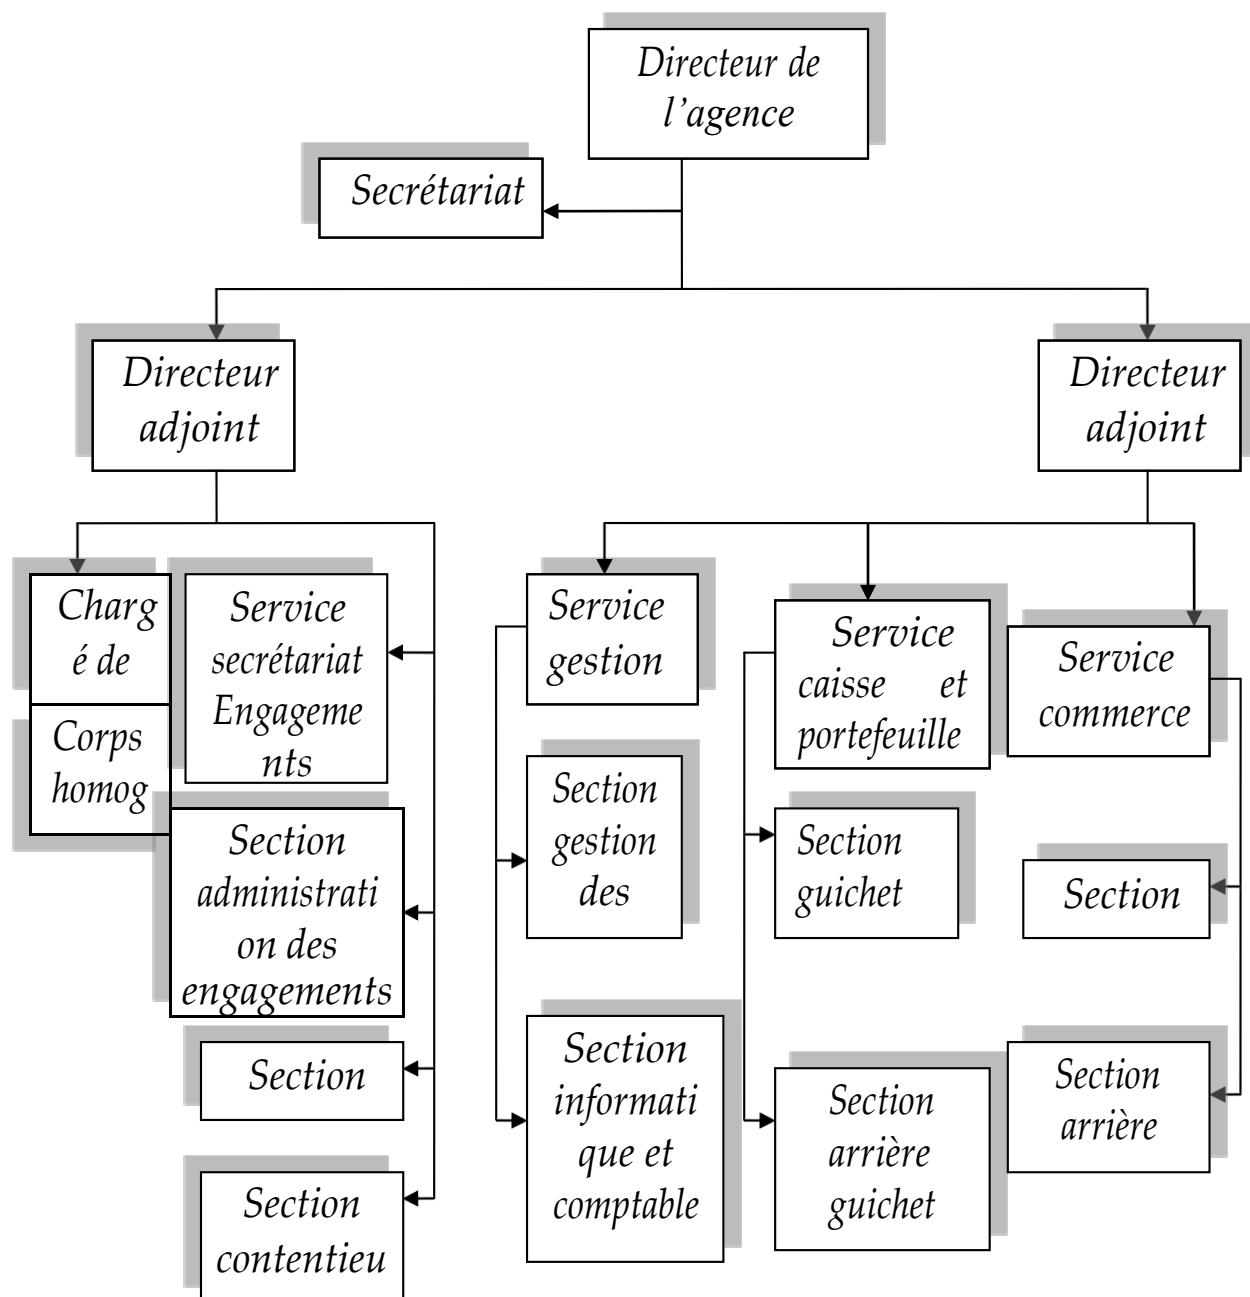 Directeur de
l’agence
Secrétariat
Directeur
adjoint
Directeur
adjoint
Charg
é de
Corps
homog
Service
secrétariat
Engageme
nts
Section
administrati
on des
engagements
Section
Section
contentieu
Service
gestion
Section
gestion
des
Section
informati
que et
comptable
Service
caisse et
portefeuille
Section
guichet
Section
arrière
guichet
Service
commerce
Section
Section
arrière